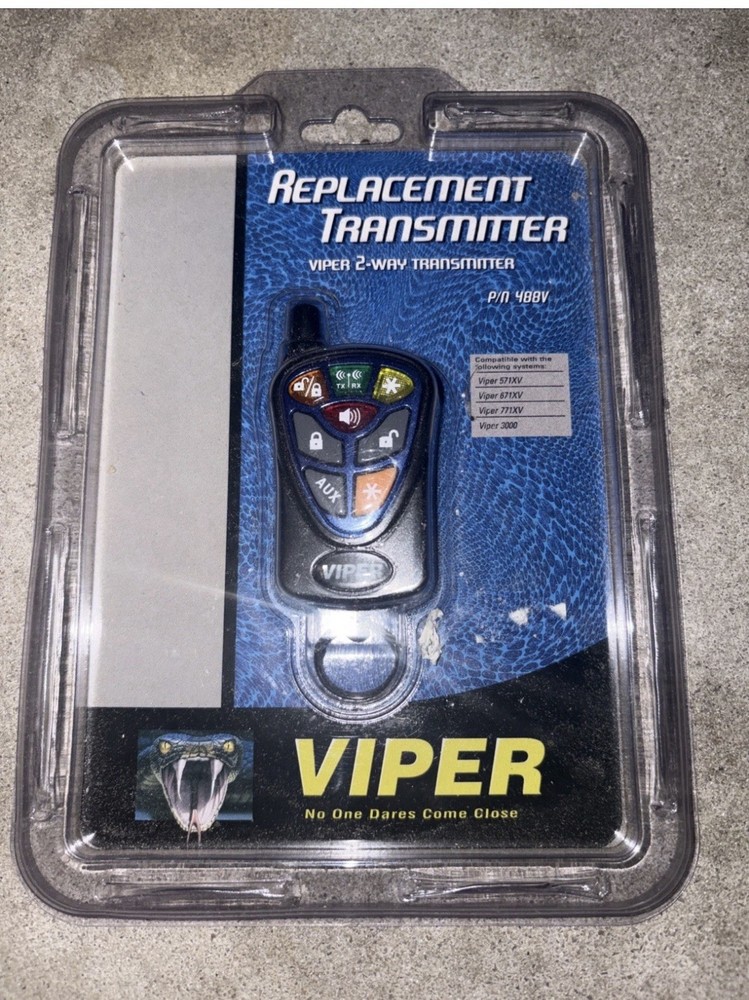 REPLACEMENT
TRANSMITTER
VIPER 2-WAY TRANSMITTER
P/N 488V
Compatible with the
following systems:
Viper 571XV
Viper 671XV
Viper 771XV
Viper 3000
TX RX
AUX
VIPER
VIPER
No One Dares Come Close